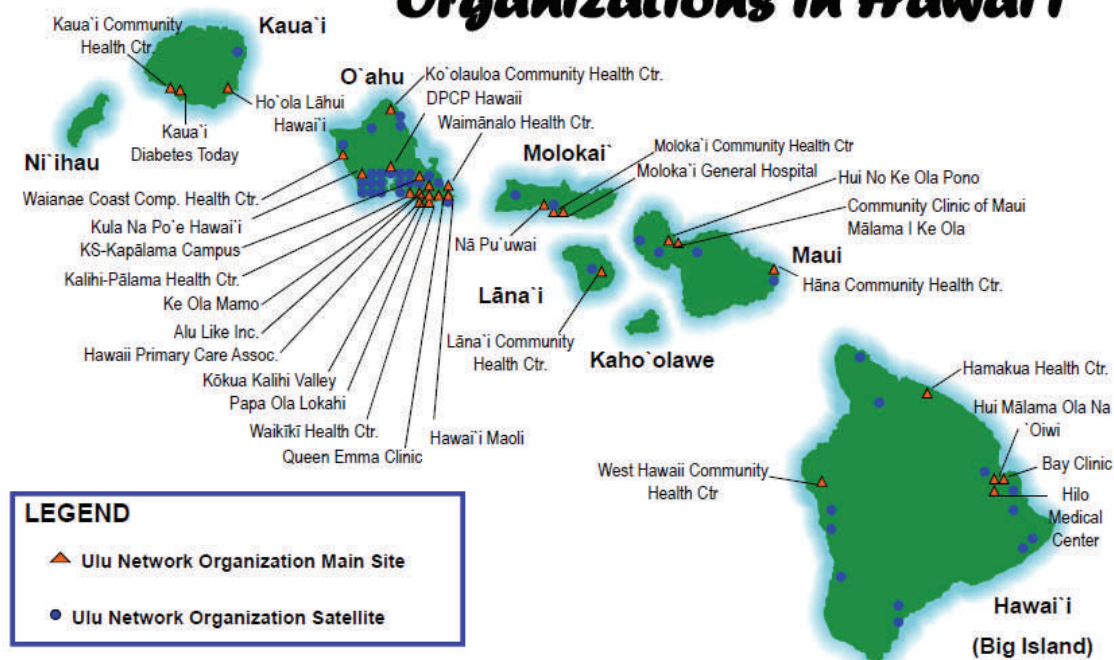 Organizations in Hawai`i
Kaua`i Community
Health Ctr.
Kaua`i
Ho`ola Lāhui
Hawai`i
Kaua`i
Diabetes Today
Ni`ihau
O`ahu
Ko`olauloa Community Health Ctr.
DPCP Hawaii
Waimānalo Health Ctr.
Waianae Coast Comp. Health Ctr.
Kula Na Po`e Hawai`i
KS-Kapālama Campus
Kalihi-Pālama Health Ctr.
Ke Ola Mamo
Alu Like Inc.
Hawaii Primary Care Assoc.
Kōkua Kalihi Valley
Papa Ola Lokahi
Waikīkī Health Ctr.
Queen Emma Clinic
Hawai`i Maoli
Molokai`
Moloka`i Community Health Ctr
Moloka`i General Hospital
Nā Pu`uwai
Lāna`i
Lāna`i Community
Health Ctr.
Kaho`olawe
Hui No Ke Ola Pono
Community Clinic of Maui
Mālama I Ke Ola
Maui
Hāna Community Health Ctr.
Hamakua Health Ctr.
Hui Mālama Ola Na
`Oiwi
Bay Clinic
Hilo
Medical
Center
West Hawaii Community
Health Ctr
Hawai`i
(Big Island)
LEGEND
Ulu Network Organization Main Site
Ulu Network Organization Satellite